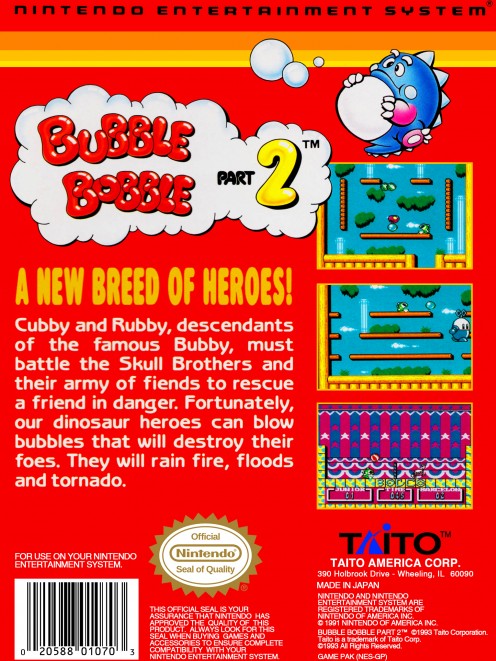 NINTENDO ENTERTAINMENT SYSTEM®
BUBBLE
BOBBLE
PART 2™
A NEW BREED OF HEROES!
Cubby and Rubby, descendants
of the famous Bubby, must
battle the Skull Brothers and
their army of fiends to rescue
a friend in danger. Fortunately,
our dinosaur heroes can blow
bubbles that will destroy their
foes. They will rain fire, floods
and tornado.
JUNIOR TIME BARCELON
FOR USE ON YOUR NINTENDO
ENTERTAINMENT SYSTEM.
Official
Nintendo
Seal of Quality
®
0 20588 01070 3
THIS OFFICIAL SEAL IS YOUR
ASSURANCE THAT NINTENDO HAS
APPROVED THE QUALITY OF THIS
PRODUCT. ALWAYS LOOK FOR THIS
SEAL WHEN BUYING GAMES AND
ACCESSORIES TO ENSURE COMPLETE
COMPATIBILITY WITH YOUR
NINTENDO ENTERTAINMENT SYSTEM.
TAITO™
TAITO AMERICA CORP.
390 Holbrook Drive - Wheeling, IL 60090
MADE IN JAPAN
NINTENDO AND NINTENDO
ENTERTAINMENT SYSTEM ARE
REGISTERED TRADEMARKS OF
NINTENDO OF AMERICA INC.
© 1991 NINTENDO OF AMERICA INC.
BUBBLE BOBBLE PART 2™ ©1993 Taito Corporation.
Taito is a trademark of Taito Corp.
©1993 All Rights Reserved.
GAME PAK (NES-GP)